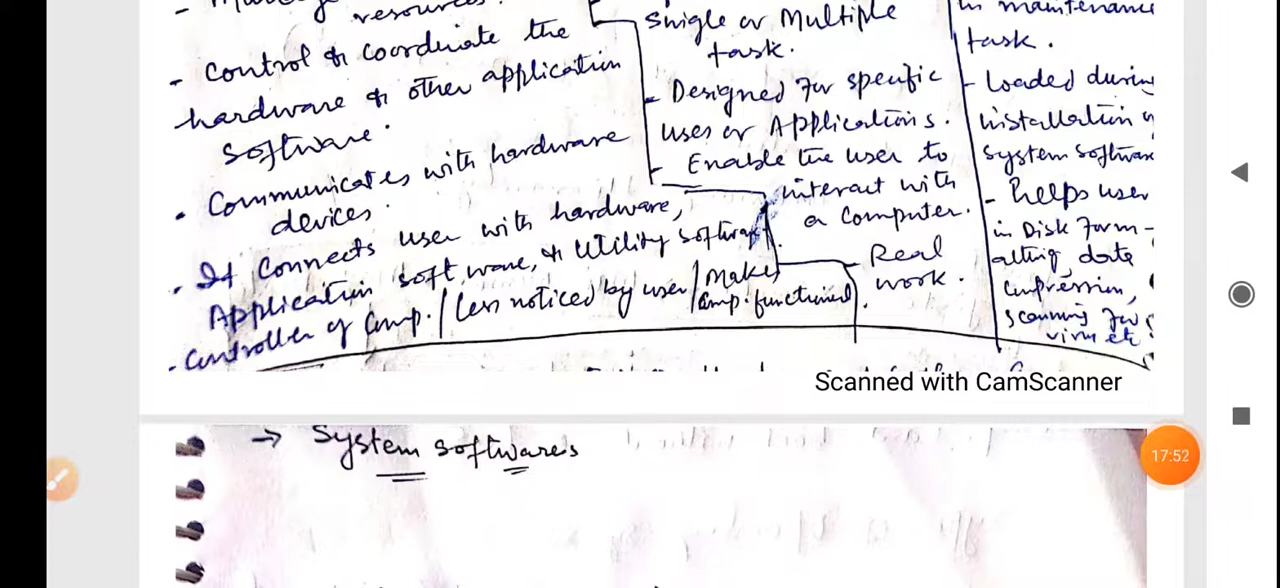 resources.
- Control & coordinate the
hardware & other application
software.
. Communicates with hardware
devices.
. It connects user with hardware,
Application software, & Utility software.
. Controller of Comp. / Less noticed by user / Makes
Comp. functional
Single or Multiple
task.
- Designed for specific
uses or Applications.
- Enable the user to
interact with
a Computer.
- Real
work.
in maintenance
task.
- Loaded during
installation of
system software
- helps user
in Disk form-
atting, data
compression,
scanning for
virus etc
Scanned with CamScanner
→ System softwares
17:52